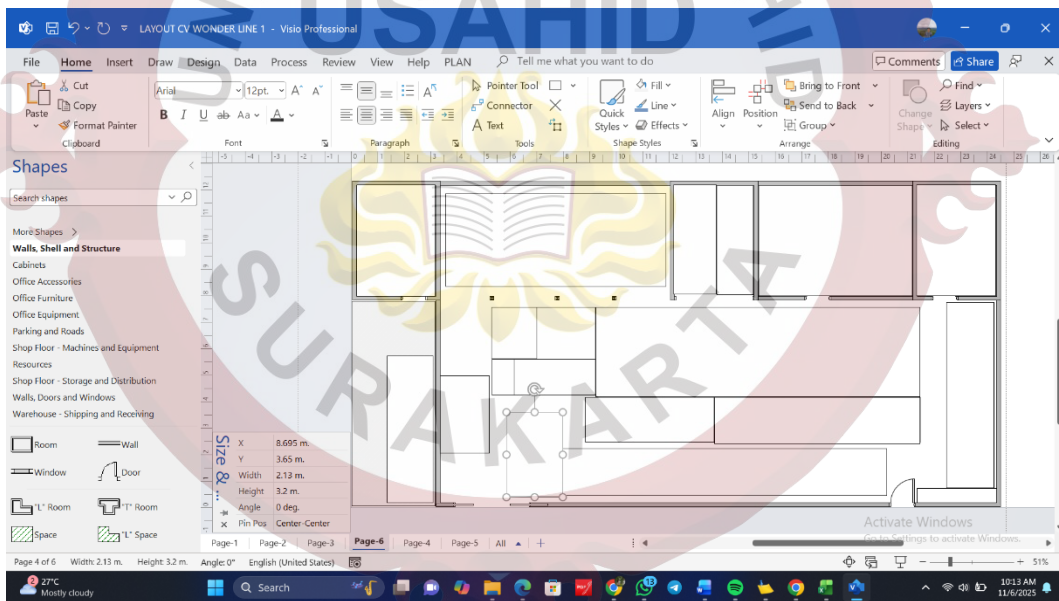 USAHID
SURAKARTA
LAYOUT CV WONDER LINE 1 - Visio Professional
File Home Insert Draw Design Data Process Review View Help PLAN Tell me what you want to do Comments Share
Paste Cut Copy Format Painter
Arial 12pt. A A
B I U ab Aa A
Pointer Tool
Connector
A Text
Quick Styles Fill Line Effects
Align Position Bring to Front Send to Back Group
Change Shape Find Layers Select
Clipboard Font Paragraph Tools Shape Styles Arrange Editing
Shapes
Search shapes
More Shapes
Walls, Shell and Structure
Cabinets
Office Accessories
Office Furniture
Office Equipment
Parking and Roads
Shop Floor - Machines and Equipment
Resources
Shop Floor - Storage and Distribution
Walls, Doors and Windows
Warehouse - Shipping and Receiving
Room Wall
Window Door
"L" Room "T" Room
Space "L" Space
Size & ...
X 8.695 m.
Y 3.65 m.
Width 2.13 m.
Height 3.2 m.
Angle 0 deg.
Pin Pos Center-Center
Activate Windows
Go to Settings to activate Windows.
Page-1 Page-2 Page-3 Page-6 Page-4 Page-5 All
Page 4 of 6 Width: 2.13 m. Height: 3.2 m. Angle: 0° English (United States) 51%
2 27°C
Mostly cloudy
Search
13
10:13 AM
11/6/2025